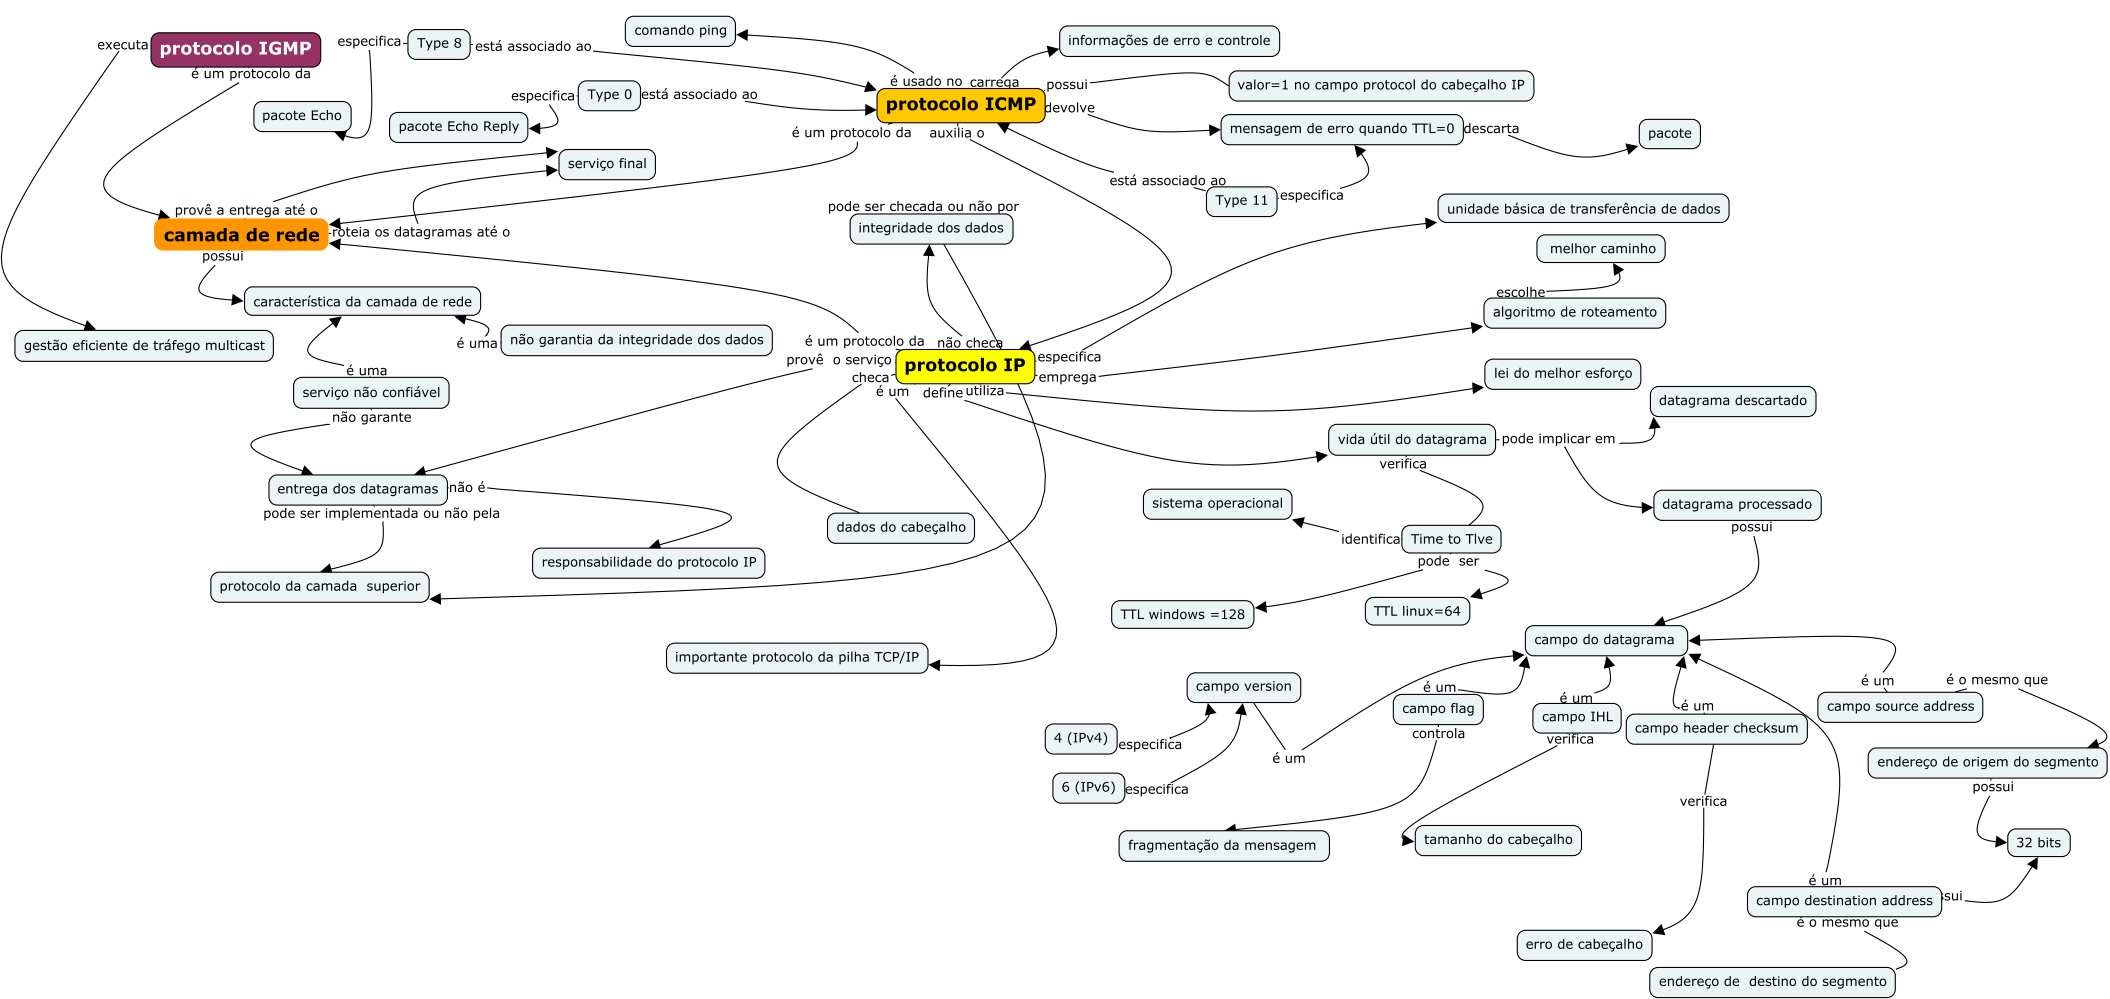 comando ping
executa
protocolo IGMP
especifica
Type 8
está associado ao
informações de erro e controle
é um protocolo da
é usado no
carrega
possui
valor=1 no campo protocol do cabeçalho IP
especifica
Type 0
está associado ao
protocolo ICMP
devolve
pacote Echo
pacote Echo Reply
é um protocolo da
auxilia o
mensagem de erro quando TTL=0
descarta
pacote
serviço final
está associado ao
Type 11
especifica
provê a entrega até o
pode ser checada ou não por
unidade básica de transferência de dados
camada de rede
roteia os datagramas até o
integridade dos dados
melhor caminho
possui
escolhe
característica da camada de rede
algoritmo de roteamento
gestão eficiente de tráfego multicast
é uma
não garantia da integridade dos dados
é um protocolo da
não checa
provê  o serviço
protocolo IP
especifica
é uma
checa
emprega
lei do melhor esforço
serviço não confiável
é um
define
utiliza
datagrama descartado
não garante
vida útil do datagrama
pode implicar em
verifica
entrega dos datagramas
não é
sistema operacional
datagrama processado
pode ser implementada ou não pela
dados do cabeçalho
possui
identifica
Time to TIve
responsabilidade do protocolo IP
pode  ser
protocolo da camada  superior
TTL windows =128
TTL linux=64
campo do datagrama
importante protocolo da pilha TCP/IP
campo version
é um
é um
é um
é um
é o mesmo que
campo flag
campo IHL
campo header checksum
campo source address
4 (IPv4)
especifica
controla
verifica
é um
endereço de origem do segmento
6 (IPv6)
especifica
possui
verifica
fragmentação da mensagem
tamanho do cabeçalho
32 bits
é um
campo destination address
ssui
é o mesmo que
erro de cabeçalho
endereço de  destino do segmento